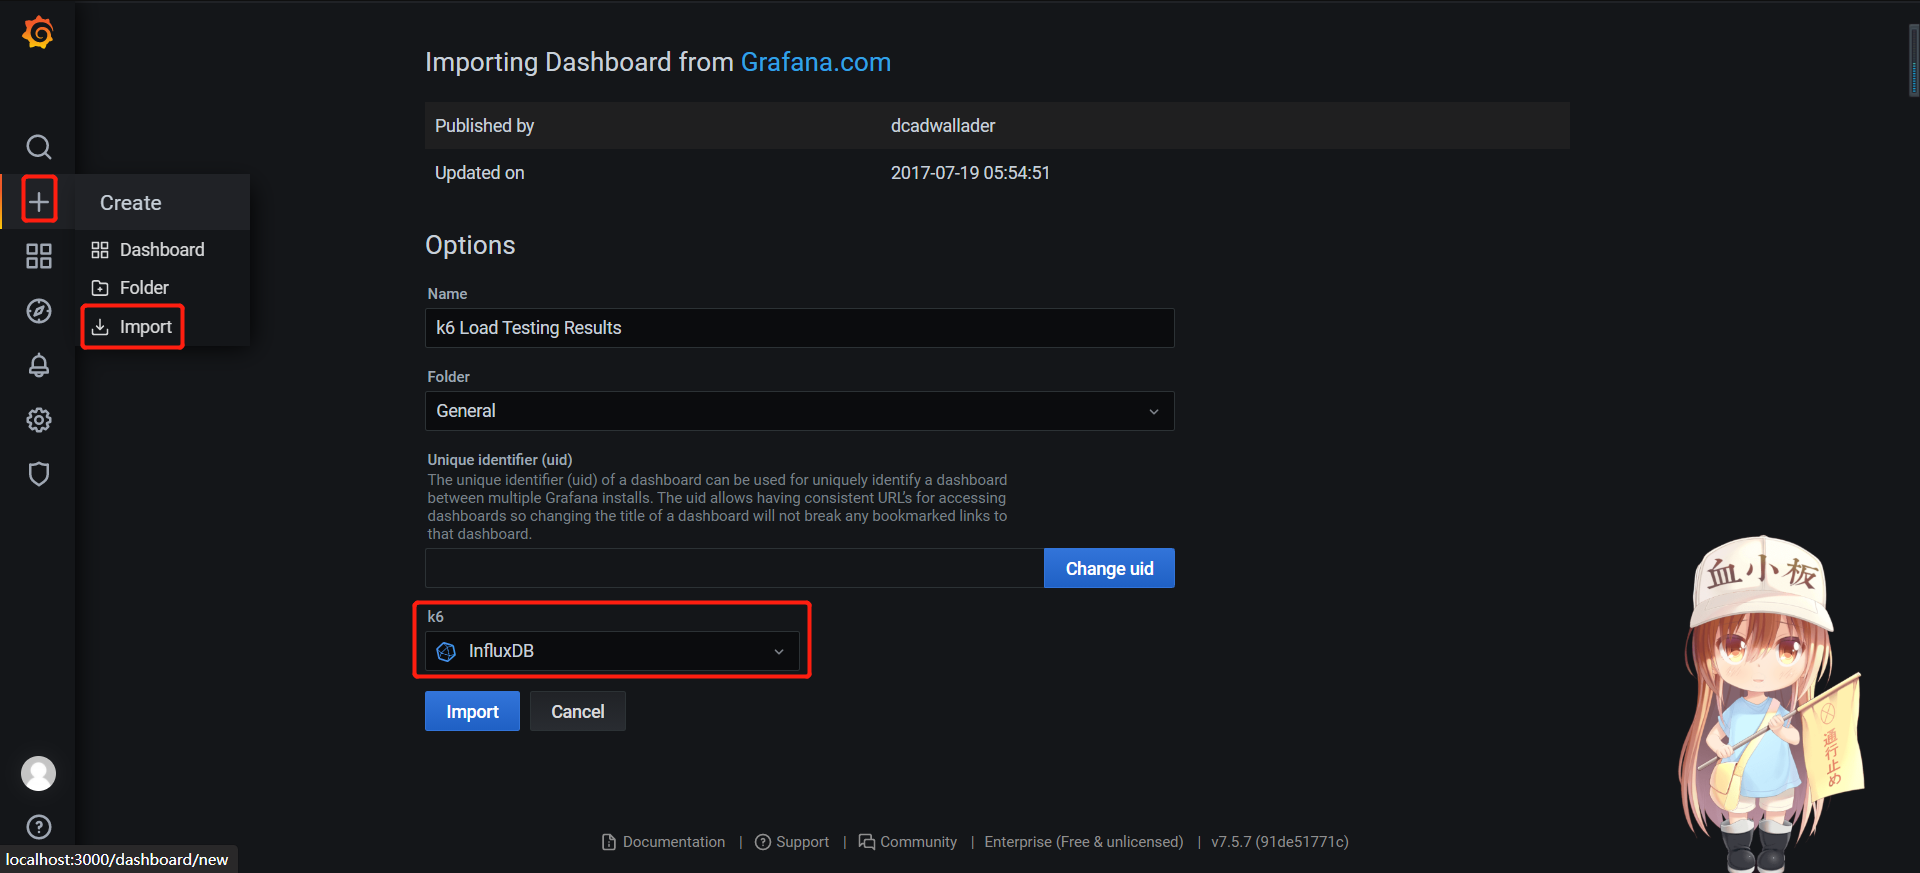 Importing Dashboard from Grafana.com
Published by dcadwallader
Updated on 2017-07-19 05:54:51
Create
Dashboard
Folder
Import
Options
Name
k6 Load Testing Results
Folder
General
Unique identifier (uid)
The unique identifier (uid) of a dashboard can be used for uniquely identify a dashboard
between multiple Grafana installs. The uid allows having consistent URL's for accessing
dashboards so changing the title of a dashboard will not break any bookmarked links to
that dashboard.
Change uid
k6
InfluxDB
Import Cancel
血小板
通行止め
Documentation | Support | Community | Enterprise (Free & unlicensed) | v7.5.7 (91de51771c)
localhost:3000/dashboard/new